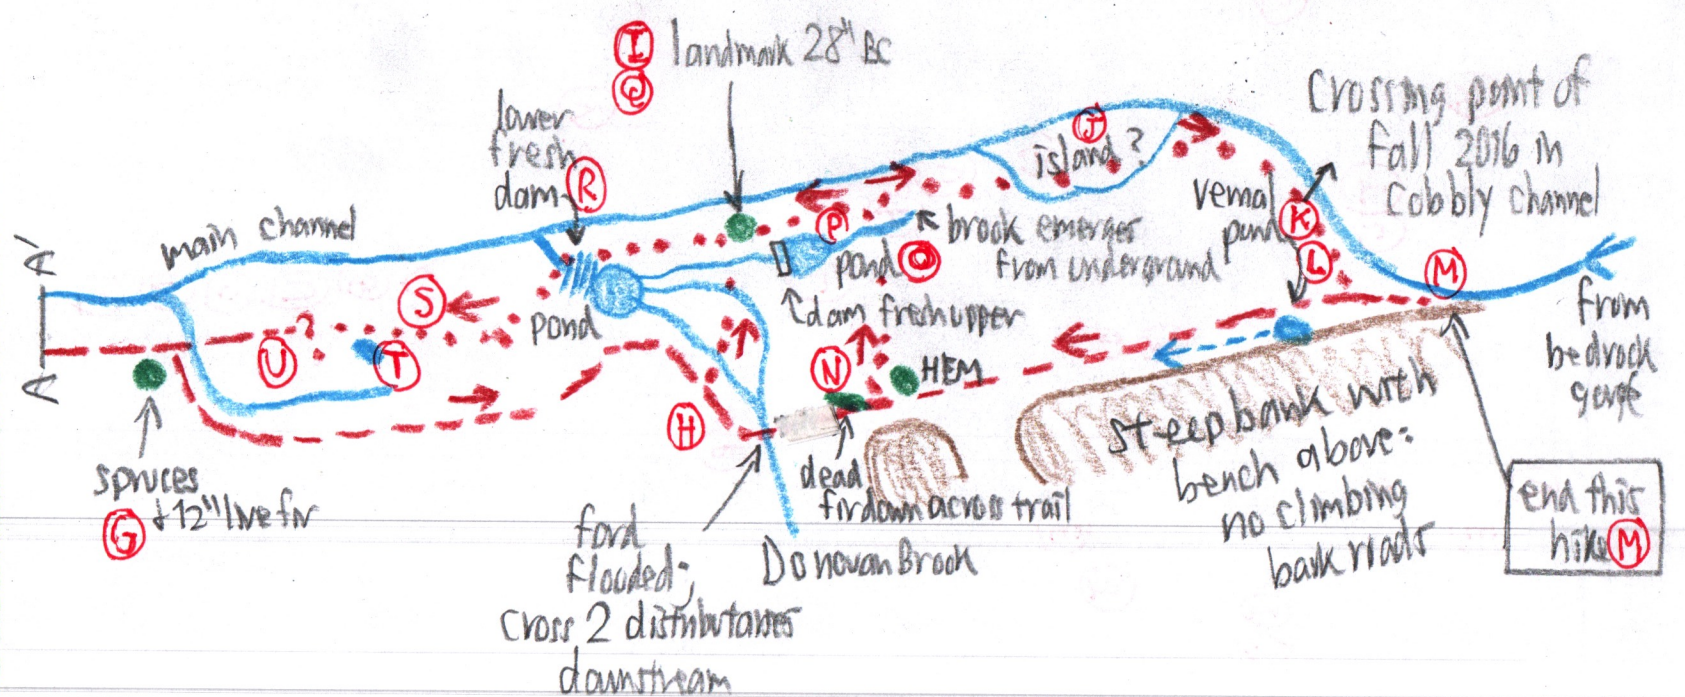 I
Q
landmark 28" BC
lower
fresh
dam
R
main channel
A'
A
J
island?
Crossing point of
fall 2016 in
Cobbly channel
vernal
pond
K
L
M
P
pond
O
brook emerges
from underground
dam fresh upper
pond
S
?
U
T
N
HEM
H
from
bedrock
gorge
steep bank with
bench above:
no climbing
bank roads
end this
hike M
dead
fir down across trail
spruces
+ 12" live fir
G
ford
flooded;
cross 2 distributaries
downstream
Donovan Brook